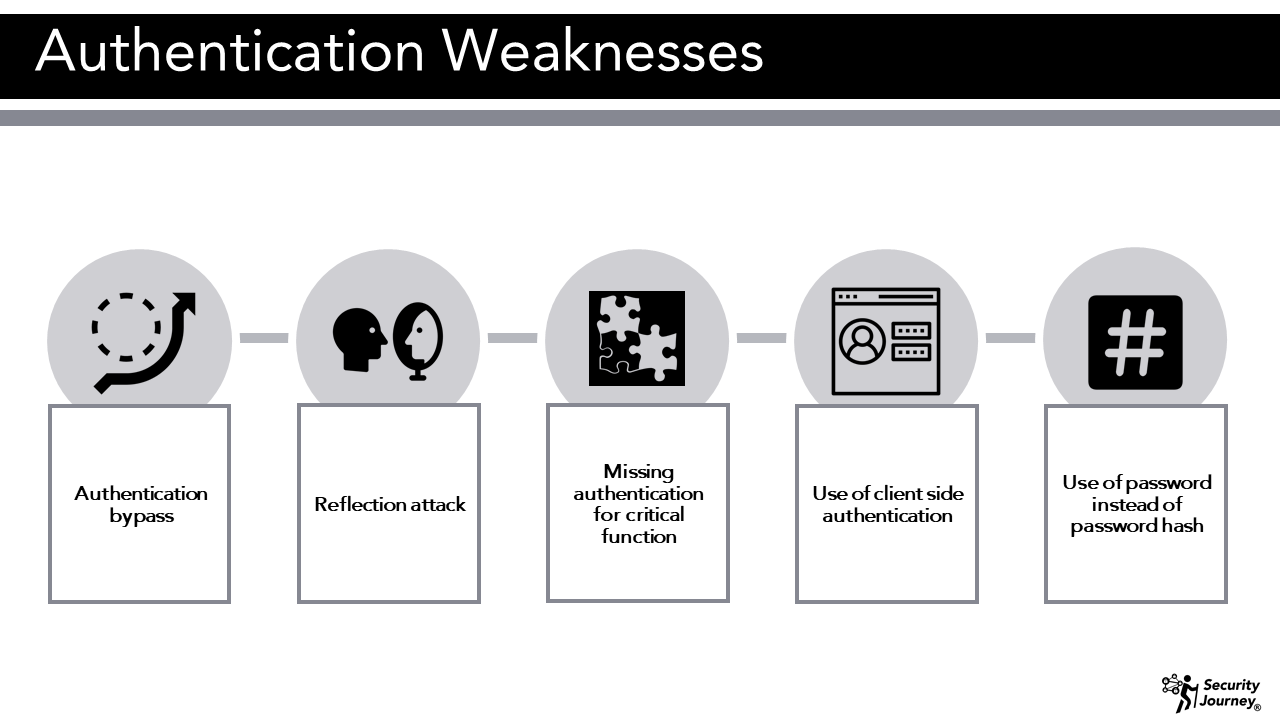 Authentication Weaknesses
Authentication
bypass
Reflection attack
Missing
authentication
for critical
function
Use of client side
authentication
Use of password
instead of
password hash
Security
Journey®